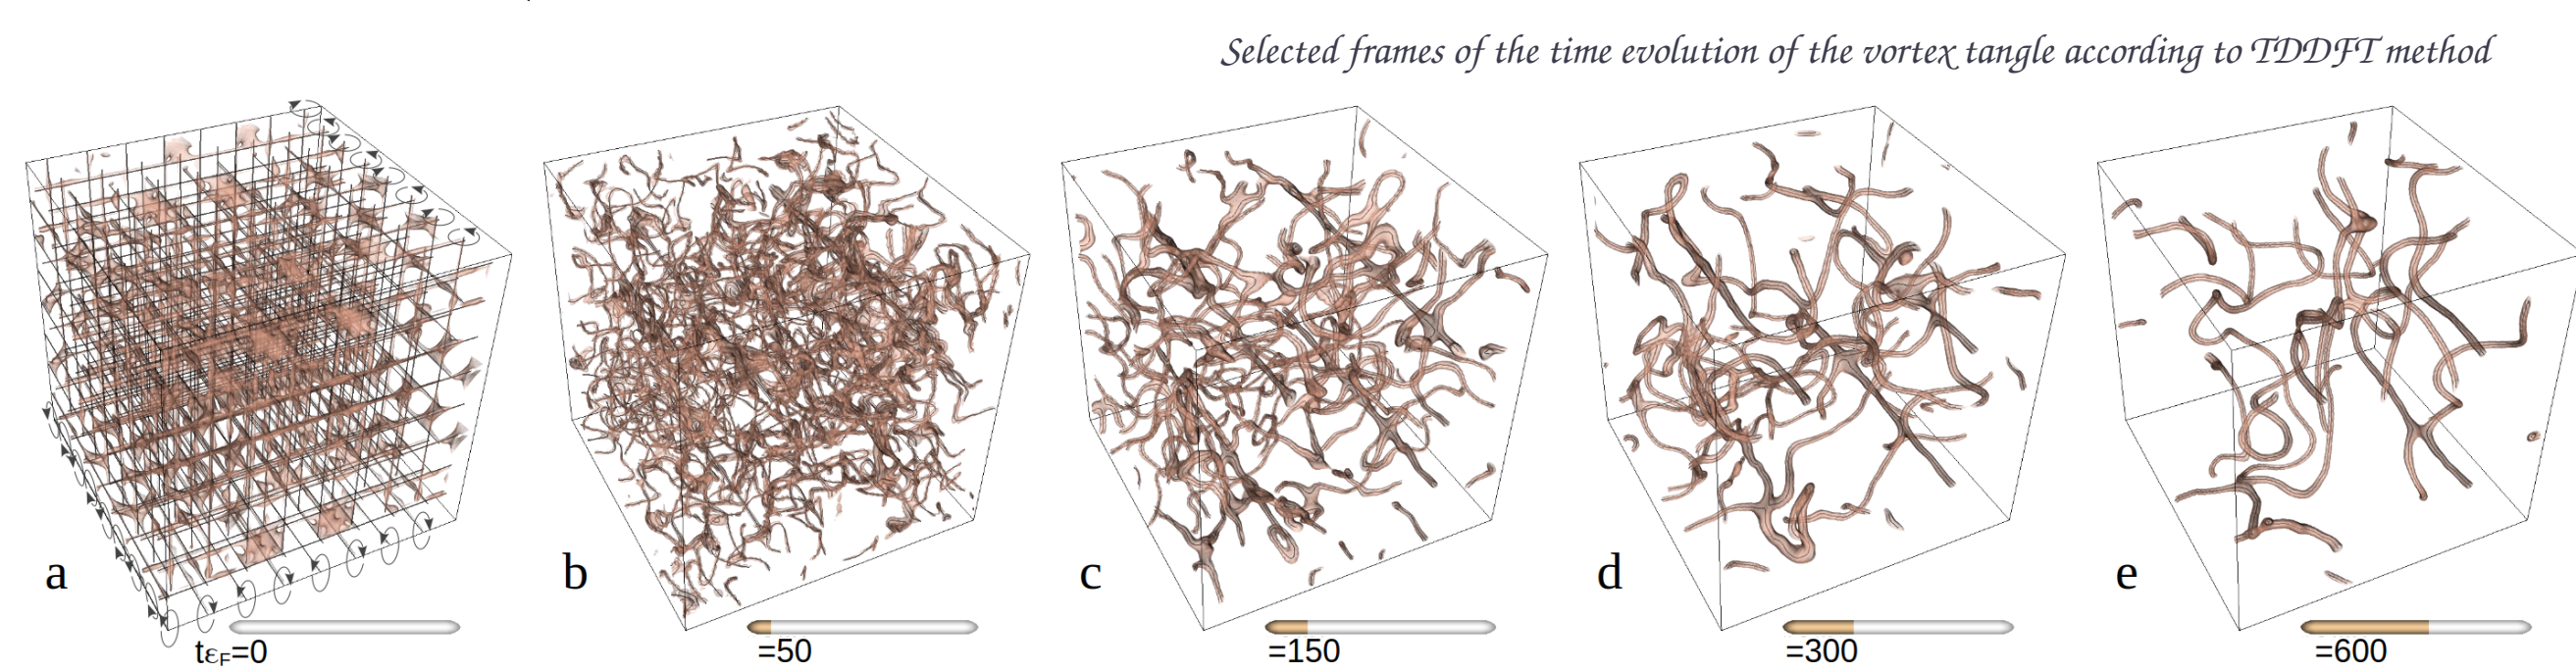 Selected frames of the time evolution of the vortex tangle according to TDDFT method
a
b
c
d
e
tεF=0
=50
=150
=300
=600